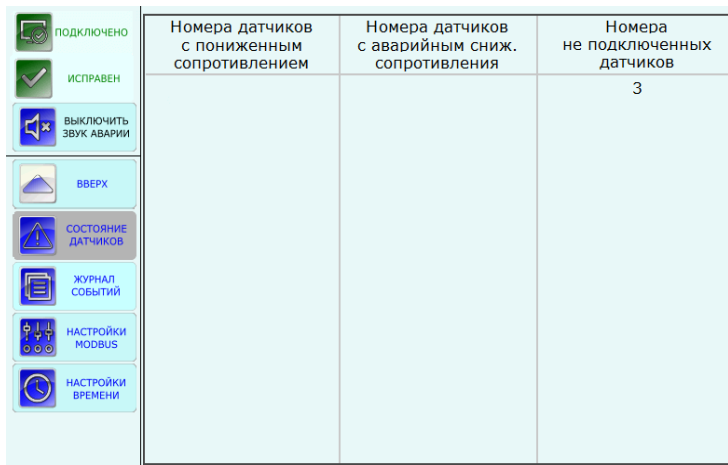 ПОДКЛЮЧЕНО
ИСПРАВЕН
ВЫКЛЮЧИТЬ
ЗВУК АВАРИИ
ВВЕРХ
СОСТОЯНИЕ
ДАТЧИКОВ
ЖУРНАЛ
СОБЫТИЙ
НАСТРОЙКИ
MODBUS
НАСТРОЙКИ
ВРЕМЕНИ
Номера датчиков
с пониженным
сопротивлением
Номера датчиков
с аварийным сниж.
сопротивления
Номера
не подключенных
датчиков
3